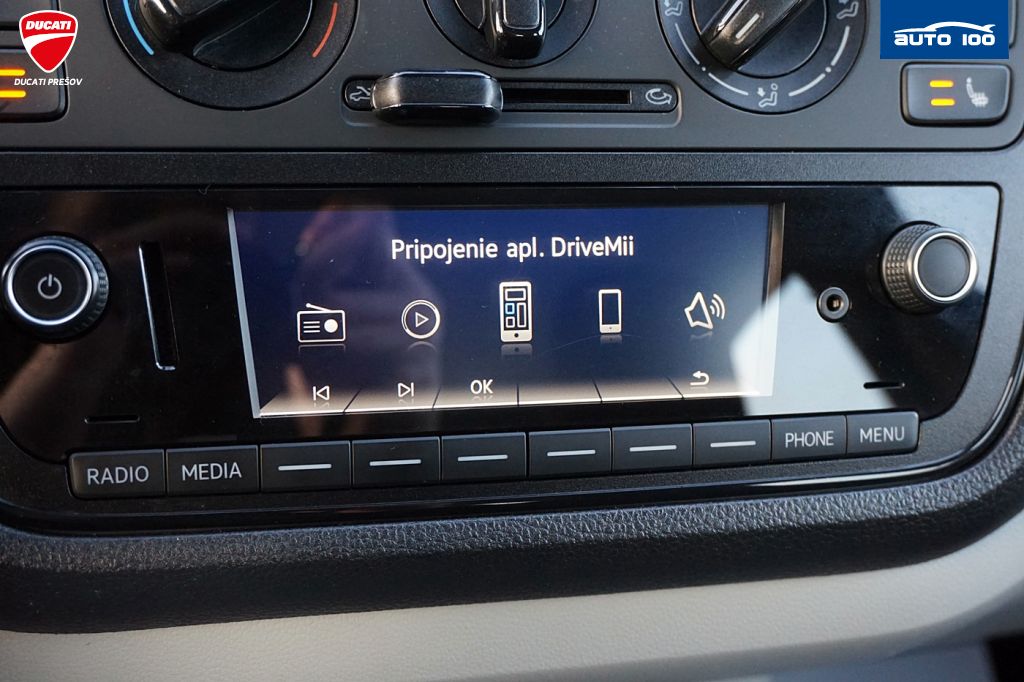 DUCATI
DUCATI PREŠOV
AUTO 100
Pripojenie apl. DriveMii
OK
RADIO
MEDIA
PHONE
MENU